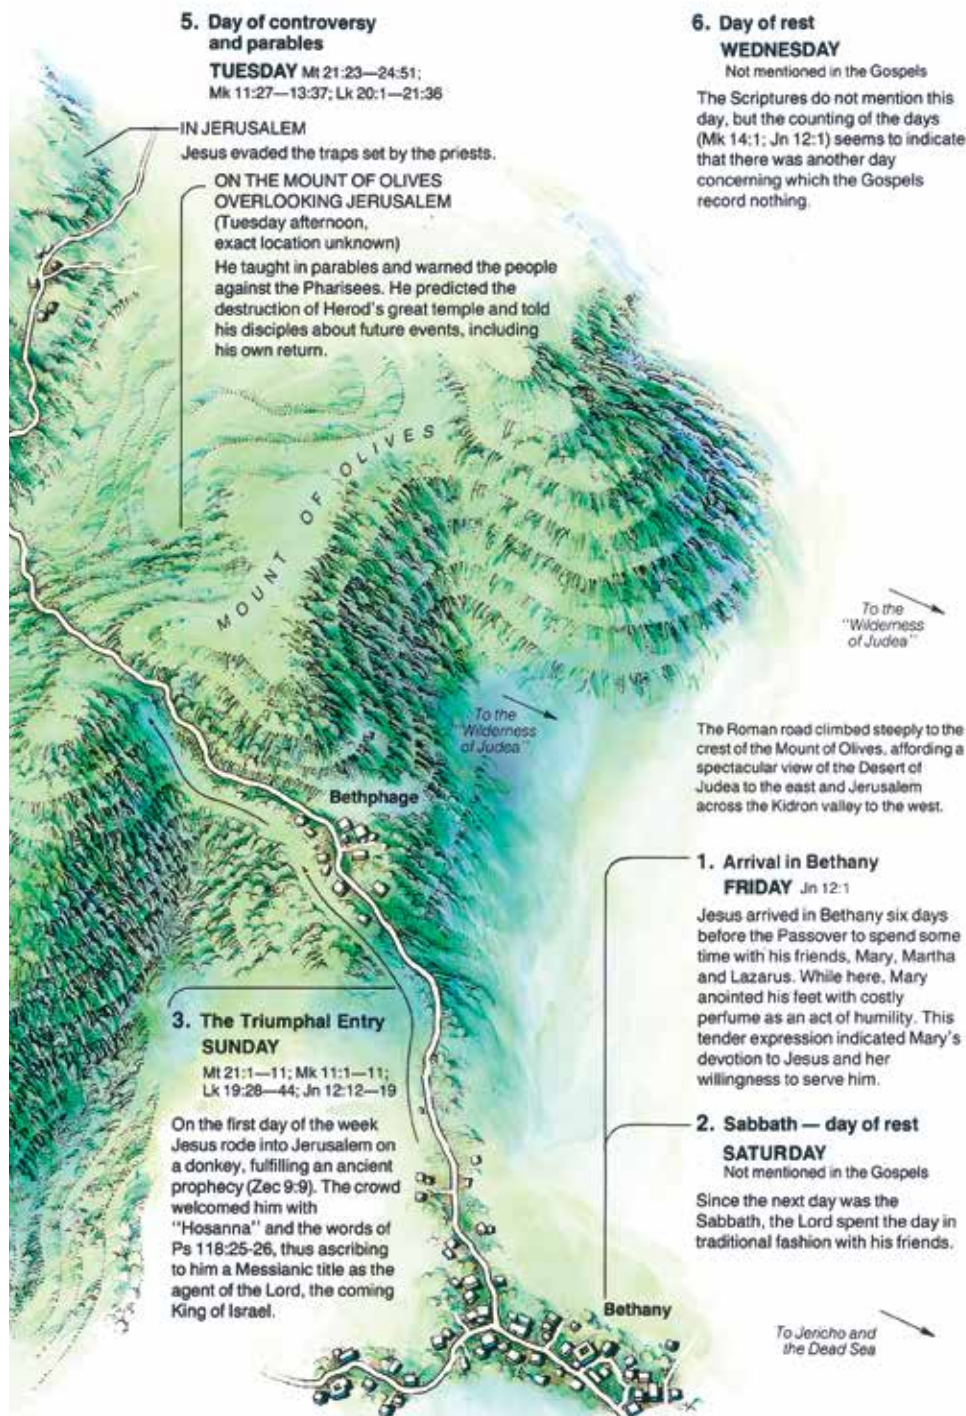 5. Day of controversy
and parables
TUESDAY Mt 21:23—24:51;
Mk 11:27—13:37; Lk 20:1—21:36
IN JERUSALEM
Jesus evaded the traps set by the priests.
ON THE MOUNT OF OLIVES
OVERLOOKING JERUSALEM
(Tuesday afternoon,
exact location unknown)
He taught in parables and warned the people
against the Pharisees. He predicted the
destruction of Herod's great temple and told
his disciples about future events, including
his own return.
6. Day of rest
WEDNESDAY
Not mentioned in the Gospels
The Scriptures do not mention this
day, but the counting of the days
(Mk 14:1; Jn 12:1) seems to indicate
that there was another day
concerning which the Gospels
record nothing.
MOUNT OF OLIVES
To the
"Wilderness
of Judea"
To the
"Wilderness
of Judea"
The Roman road climbed steeply to the
crest of the Mount of Olives, affording a
spectacular view of the Desert of
Judea to the east and Jerusalem
across the Kidron valley to the west.
Bethphage
1. Arrival in Bethany
FRIDAY Jn 12:1
Jesus arrived in Bethany six days
before the Passover to spend some
time with his friends, Mary, Martha
and Lazarus. While here, Mary
anointed his feet with costly
perfume as an act of humility. This
tender expression indicated Mary's
devotion to Jesus and her
willingness to serve him.
2. Sabbath — day of rest
SATURDAY
Not mentioned in the Gospels
Since the next day was the
Sabbath, the Lord spent the day in
traditional fashion with his friends.
3. The Triumphal Entry
SUNDAY
Mt 21:1—11; Mk 11:1—11;
Lk 19:28—44; Jn 12:12—19
On the first day of the week
Jesus rode into Jerusalem on
a donkey, fulfilling an ancient
prophecy (Zec 9:9). The crowd
welcomed him with
"Hosanna" and the words of
Ps 118:25-26, thus ascribing
to him a Messianic title as the
agent of the Lord, the coming
King of Israel.
Bethany
To Jericho and
the Dead Sea